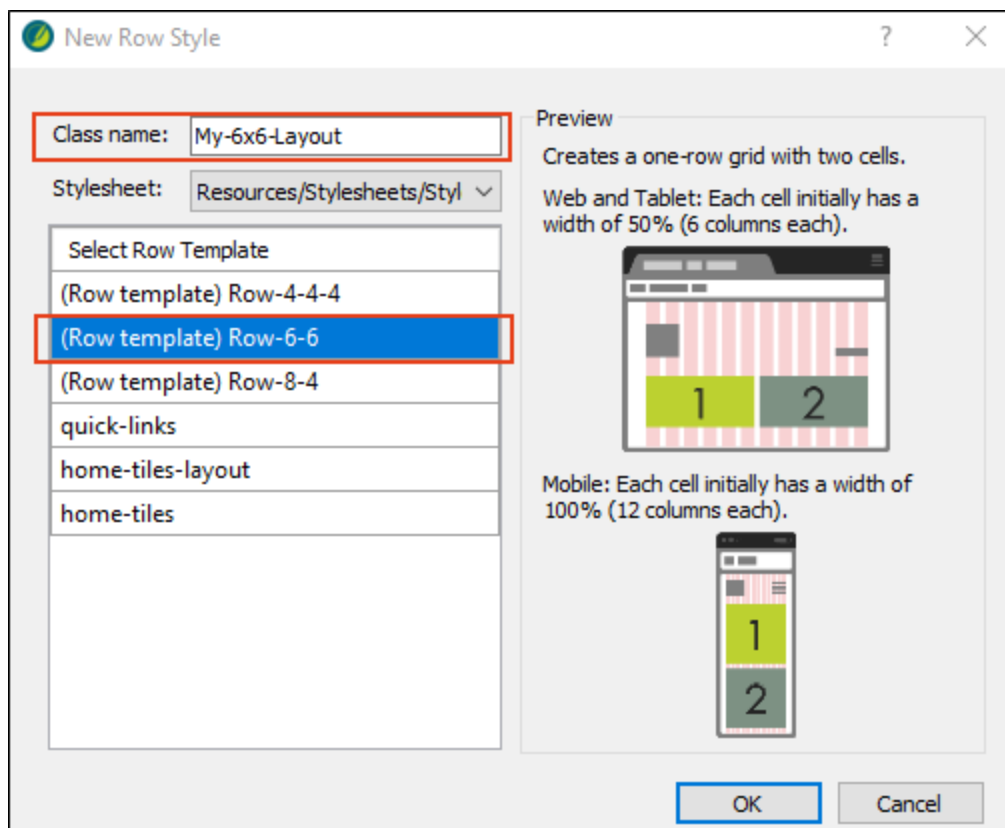 New Row Style
?
Class name:
My-6x6-Layout
Stylesheet:
Resources/Stylesheets/Styl
Select Row Template
(Row template) Row-4-4-4
(Row template) Row-6-6
(Row template) Row-8-4
quick-links
home-tiles-layout
home-tiles
Preview
Creates a one-row grid with two cells.
Web and Tablet: Each cell initially has a
width of 50% (6 columns each).
1
2
Mobile: Each cell initially has a width of
100% (12 columns each).
1
2
OK
Cancel